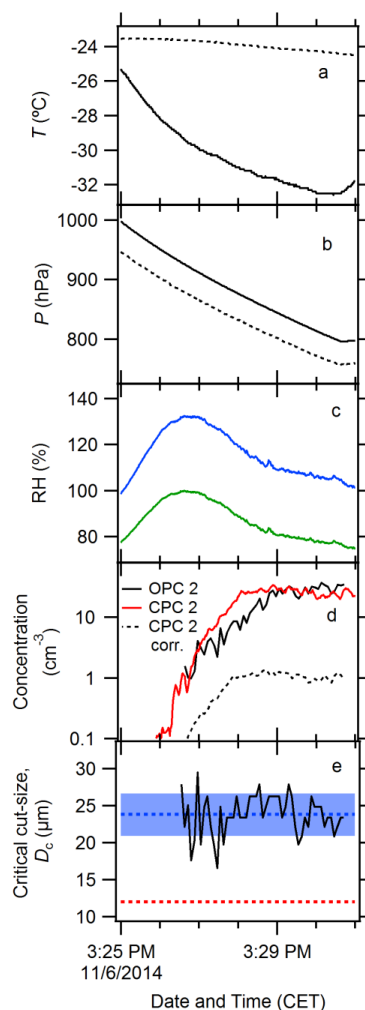 -24
-26
-28
-30
-32
T (ºC)
a
1000
900
800
P (hPa)
b
140
120
100
80
RH (%)
c
10
1
0.1
Concentration
(cm-3)
OPC 2
CPC 2
CPC 2
corr.
d
30
25
20
15
10
Critical cut-size,
Dc (µm)
e
3:25 PM
3:29 PM
11/6/2014
Date and Time (CET)